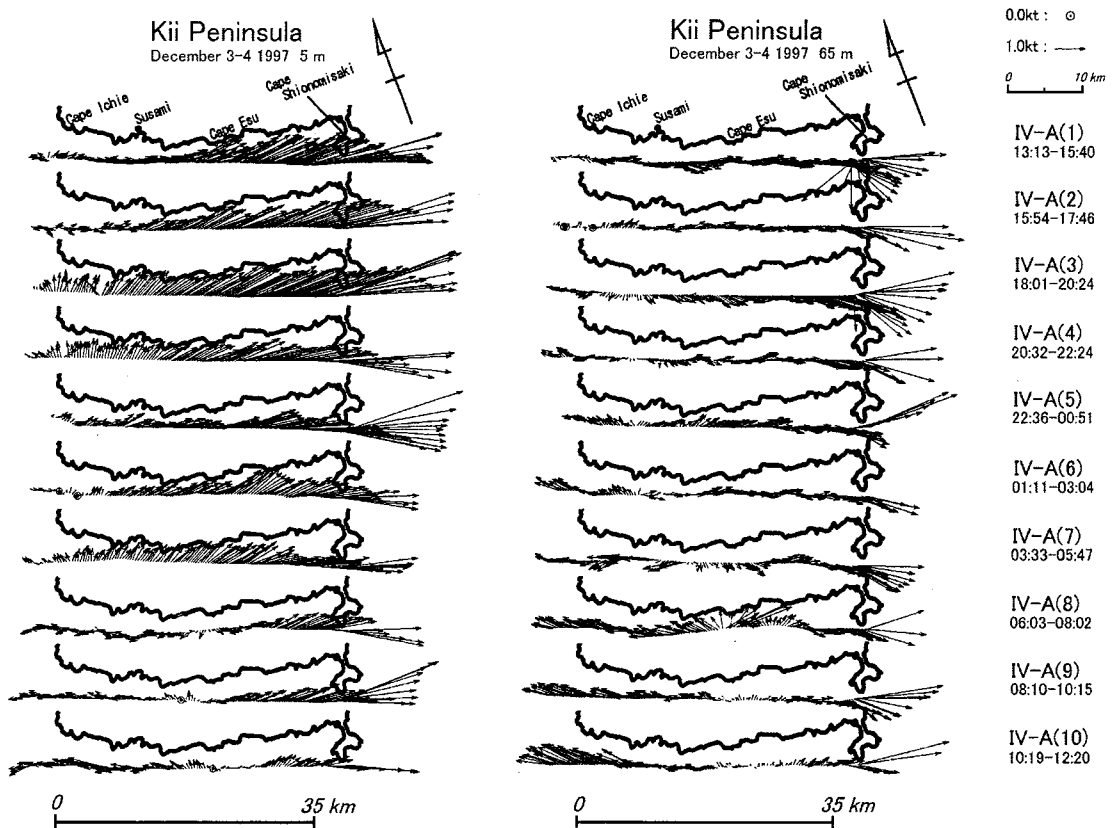 Kii Peninsula
December 3-4 1997 5 m
Cape Ichie
Susami
Cape Esu
Cape
Shionomisaki
Kii Peninsula
December 3-4 1997 65 m
Cape Ichie
Susami
Cape Esu
Cape
Shionomisaki
0.0kt :
1.0kt :
0 10 km
IV-A(1)
13:13-15:40
IV-A(2)
15:54-17:46
IV-A(3)
18:01-20:24
IV-A(4)
20:32-22:24
IV-A(5)
22:36-00:51
IV-A(6)
01:11-03:04
IV-A(7)
03:33-05:47
IV-A(8)
06:03-08:02
IV-A(9)
08:10-10:15
IV-A(10)
10:19-12:20
0 35 km
0 35 km